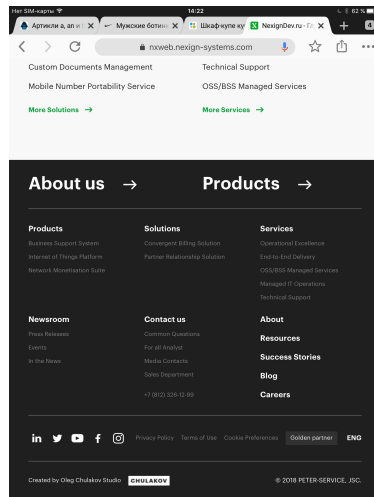 Нет SIM-карты 14:22 62 %
Артикли a, an и t Мужские ботинк Шкаф-купе ку NexignDev.ru - De
nxweb.nexign-systems.com
Custom Documents Management Technical Support
Mobile Number Portability Service OSS/BSS Managed Services
More Solutions → More Services →
About us → Products →
Products Solutions Services
Business Support System Convergent Billing Solution Operational Excellence
Internet of Things Platform Partner Relationship Solution End-to-End Delivery
Network Monetisation Suite OSS/BSS Managed Services
Managed IT Operations
Technical Support
Newsroom Contact us About
Press Releases Common Questions Resources
Events For all Analyst
In the News Media Contacts Success Stories
Sales Department Blog
+7 (812) 326-12-99 Careers
in f Privacy Policy Terms of Use Cookie Preferences Golden partner ENG
Created by Oleg Chulakov Studio CHULAKOV © 2018 PETER-SERVICE, JSC.